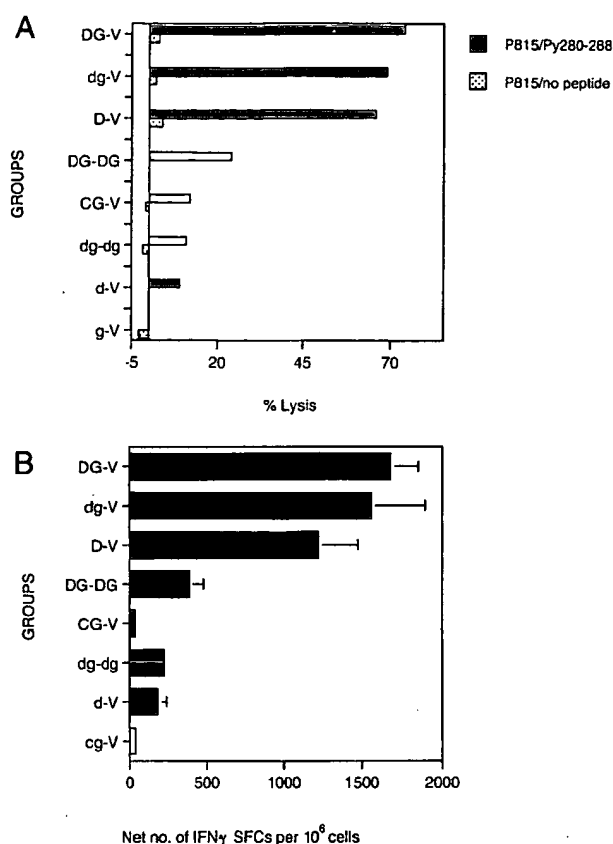 A
GROUPS
DG-V
dg-V
D-V
DG-DG
CG-V
dg-dg
d-V
g-V
-5 20 45 70
% Lysis
P815/Py280-288
P815/no peptide
B
GROUPS
DG-V
dg-V
D-V
DG-DG
CG-V
dg-dg
d-V
cg-V
0 500 1000 1500 2000
Net no. of IFNγ SFCs per 10⁶ cells